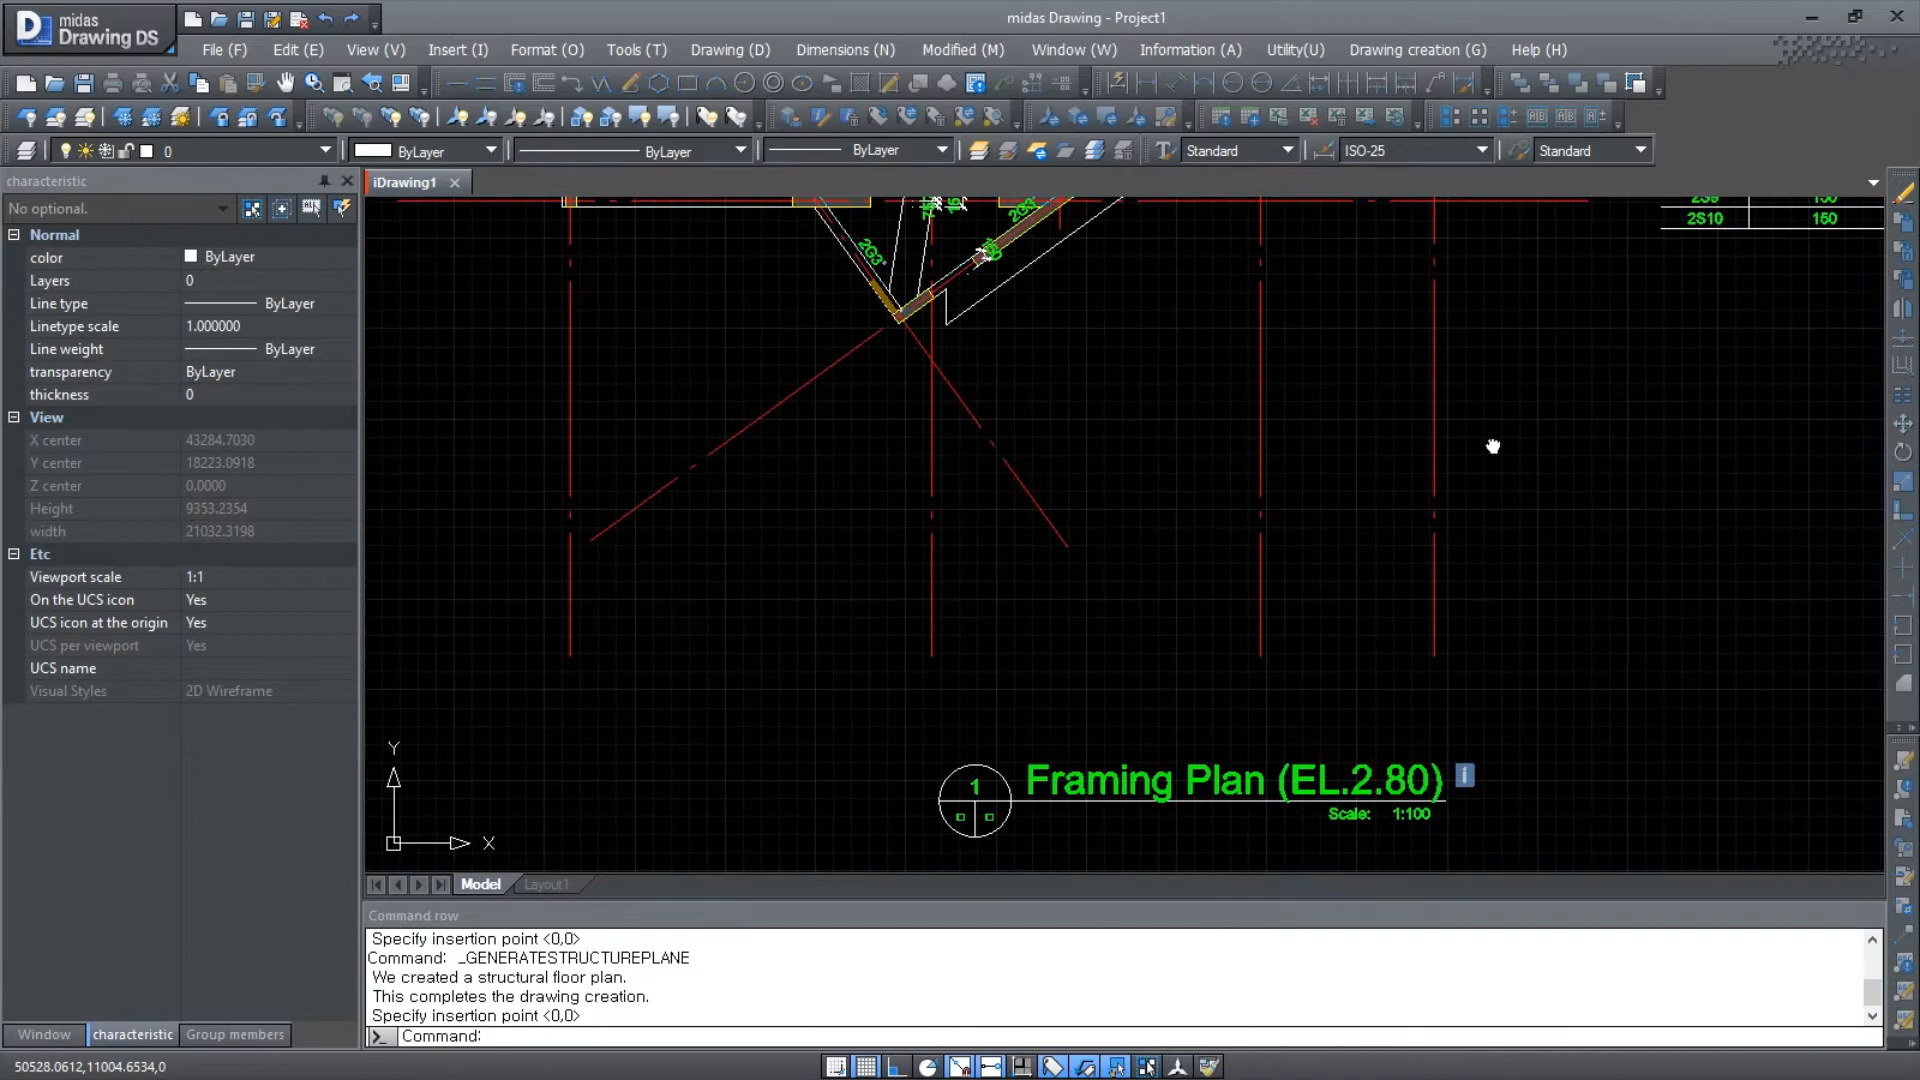 midas
Drawing DS
midas Drawing - Project1
File (F) Edit (E) View (V) Insert (I) Format (O) Tools (T) Drawing (D) Dimensions (N) Modified (M) Window (W) Information (A) Utility(U) Drawing creation (G) Help (H)
0 ByLayer ByLayer ByLayer Standard ISO-25 Standard
characteristic
iDrawing1
No optional.
Normal
color ByLayer
Layers 0
Line type ByLayer
Linetype scale 1.000000
Line weight ByLayer
transparency ByLayer
thickness 0
View
X center 43284.7030
Y center 18223.0918
Z center 0.0000
Height 9353.2354
width 21032.3198
Etc
Viewport scale 1:1
On the UCS icon Yes
UCS icon at the origin Yes
UCS per viewport Yes
UCS name
Visual Styles 2D Wireframe
2S10 150
2G3
2G3
Y
X
1
Framing Plan (EL.2.80)
Scale: 1:100
Model Layout1
Command row
Specify insertion point <0,0>
Command: _GENERATESTRUCTUREPLANE
We created a structural floor plan.
This completes the drawing creation.
Specify insertion point <0,0>
Command:
Window characteristic Group members
50528.0612,11004.6534,0